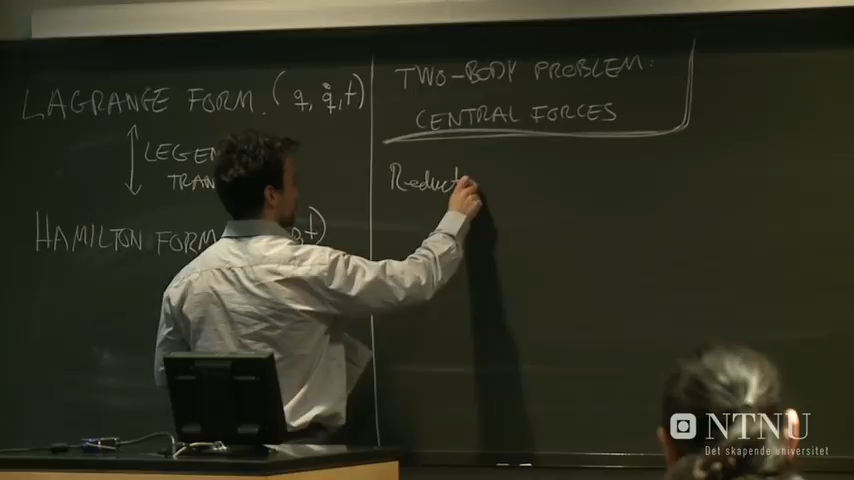 LAGRANGE FORM. (q, q̇, t)
LEGEN
TRAN
HAMILTON FORM
TWO-BODY PROBLEM:
CENTRAL FORCES
Reduct
NTNU
Det skapende universitet